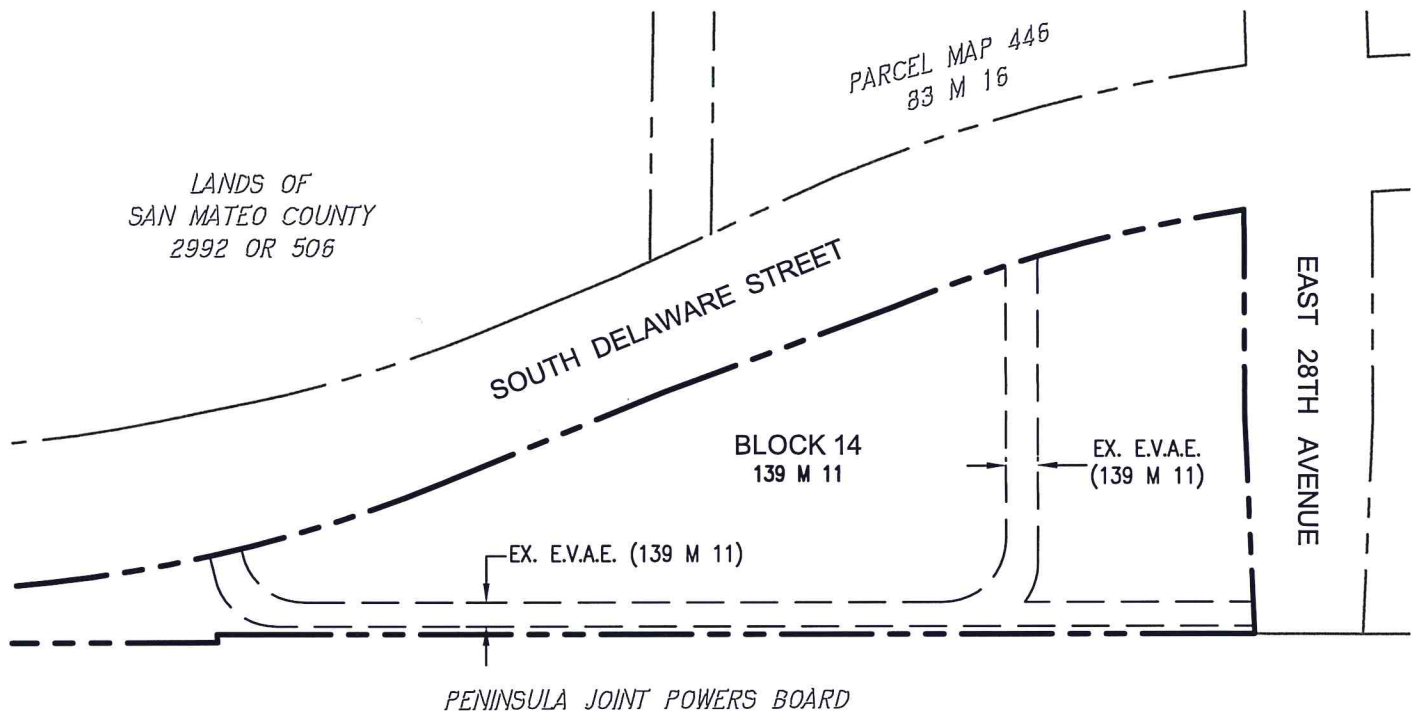 PARCEL MAP 446
83 M 16
LANDS OF
SAN MATEO COUNTY
2992 OR 506
SOUTH DELAWARE STREET
EAST 28TH AVENUE
BLOCK 14
139 M 11
EX. E.V.A.E.
(139 M 11)
EX. E.V.A.E. (139 M 11)
PENINSULA JOINT POWERS BOARD